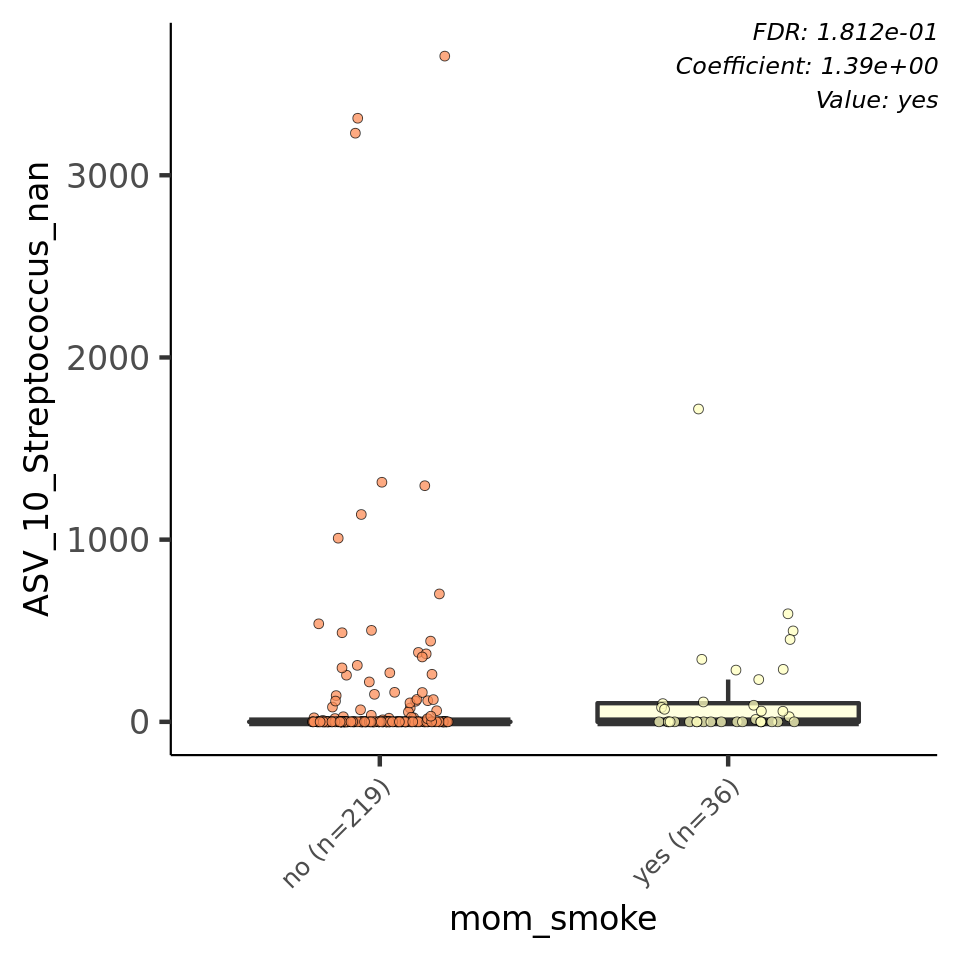 FDR: 1.812e-01
Coefficient: 1.39e+00
Value: yes
ASV_10_Streptococcus_nan
3000
2000
1000
0
no (n=219)
yes (n=36)
mom_smoke